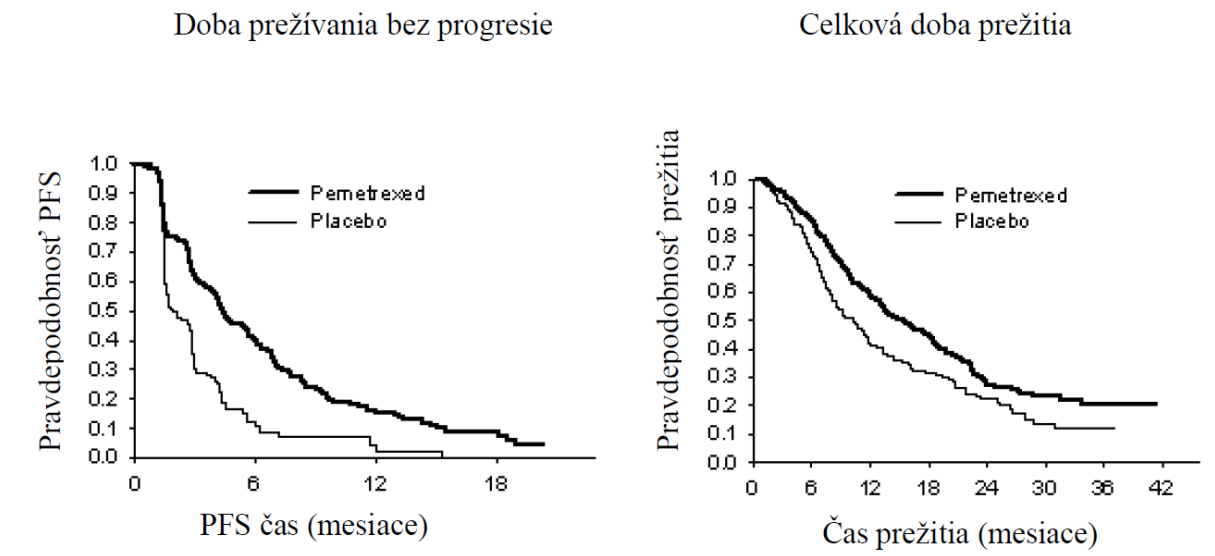 Doba prežívania bez progresie
Celková doba prežitia
Pravdepodobnosť PFS
1.0
0.9
0.8
0.7
0.6
0.5
0.4
0.3
0.2
0.1
0.0
Pemetrexed
Placebo
0 6 12 18
PFS čas (mesiace)
Pravdepodobnosť prežitia
1.0
0.9
0.8
0.7
0.6
0.5
0.4
0.3
0.2
0.1
0.0
Pemetrexed
Placebo
0 6 12 18 24 30 36 42
Čas prežitia (mesiace)